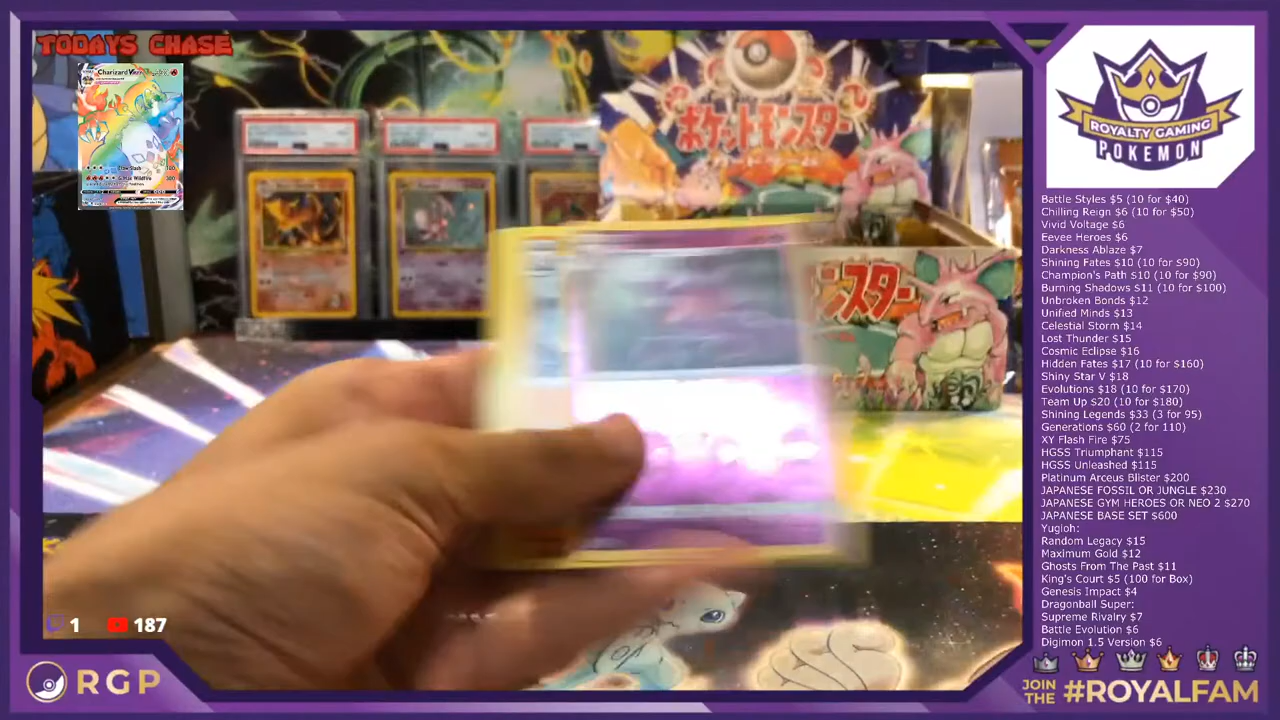 TODAYS CHASE
Charizard
ポケットモンスター
ROYALTY GAMING
POKEMON
Battle Styles $5 (10 for $40)
Chilling Reign $6 (10 for $50)
Vivid Voltage $6
Eevee Heroes $6
Darkness Ablaze $7
Shining Fates $10 (10 for $90)
Champion's Path $10 (10 for $90)
Burning Shadows $11 (10 for $100)
Unbroken Bonds $12
Unified Minds $13
Celestial Storm $14
Lost Thunder $15
Cosmic Eclipse $16
Hidden Fates $17 (10 for $160)
Shiny Star V $18
Evolutions $18 (10 for $170)
Team Up $20 (10 for $180)
Shining Legends $33 (3 for 95)
Generations $60 (2 for 110)
XY Flash Fire $75
HGSS Triumphant $115
HGSS Unleashed $115
Platinum Arceus Blister $200
JAPANESE FOSSIL OR JUNGLE $230
JAPANESE GYM HEROES OR NEO 2 $270
JAPANESE BASE SET $600
Yugioh:
Random Legacy $15
Maximum Gold $12
Ghosts From The Past $11
King's Court $5 (100 for Box)
Genesis Impact $4
Dragonball Super:
Supreme Rivalry $7
Battle Evolution $6
Digimon 1.5 Version $6
1 187
RGP
JOIN
THE #ROYALFAM